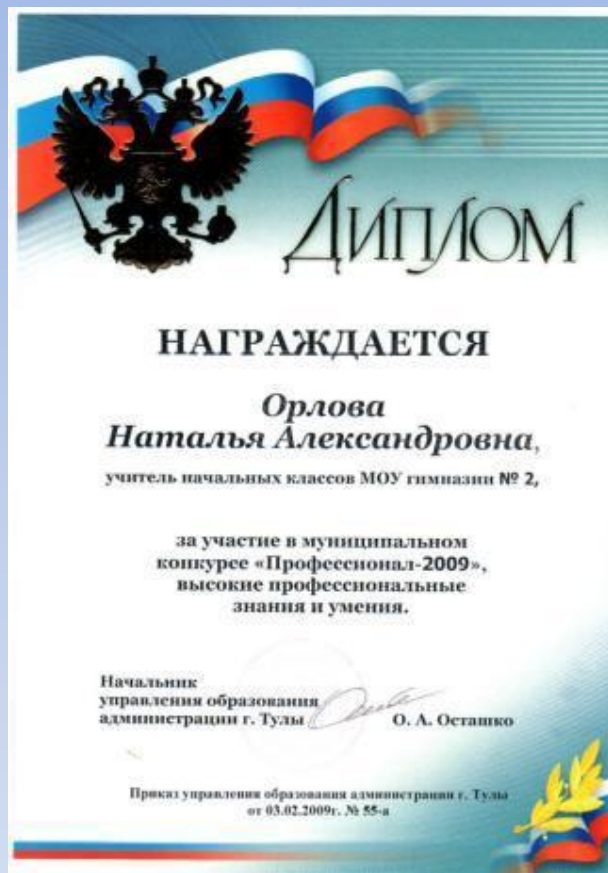 Диплом
НАГРАЖДАЕТСЯ
Орлова
Наталья Александровна,
учитель начальных классов МОУ гимназии № 2,
за участие в муниципальном
конкурсе «Профессионал-2009»,
высокие профессиональные
знания и умения.
Начальник
управления образования
администрации г. Тулы О. А. Осташко
Приказ управления образования администрации г. Тулы
от 03.02.2009г. № 55-а